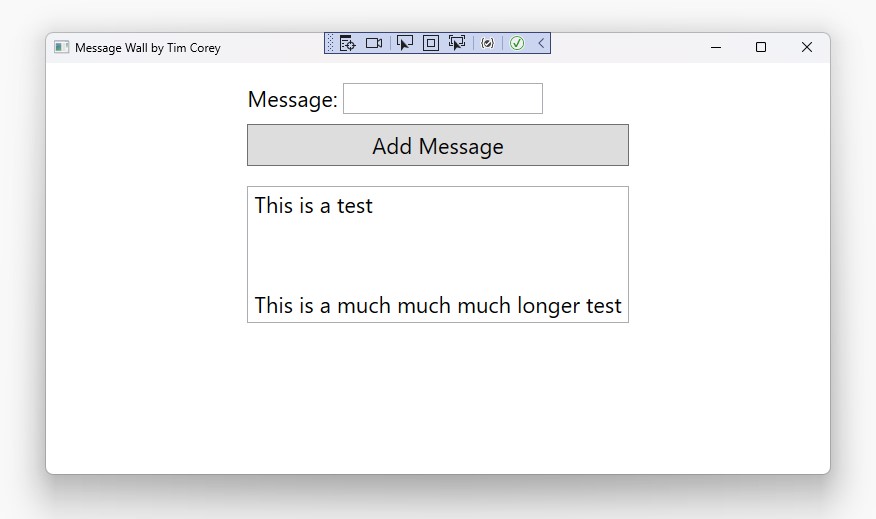 Message Wall by Tim Corey
Message:
Add Message
This is a test
This is a much much much longer test